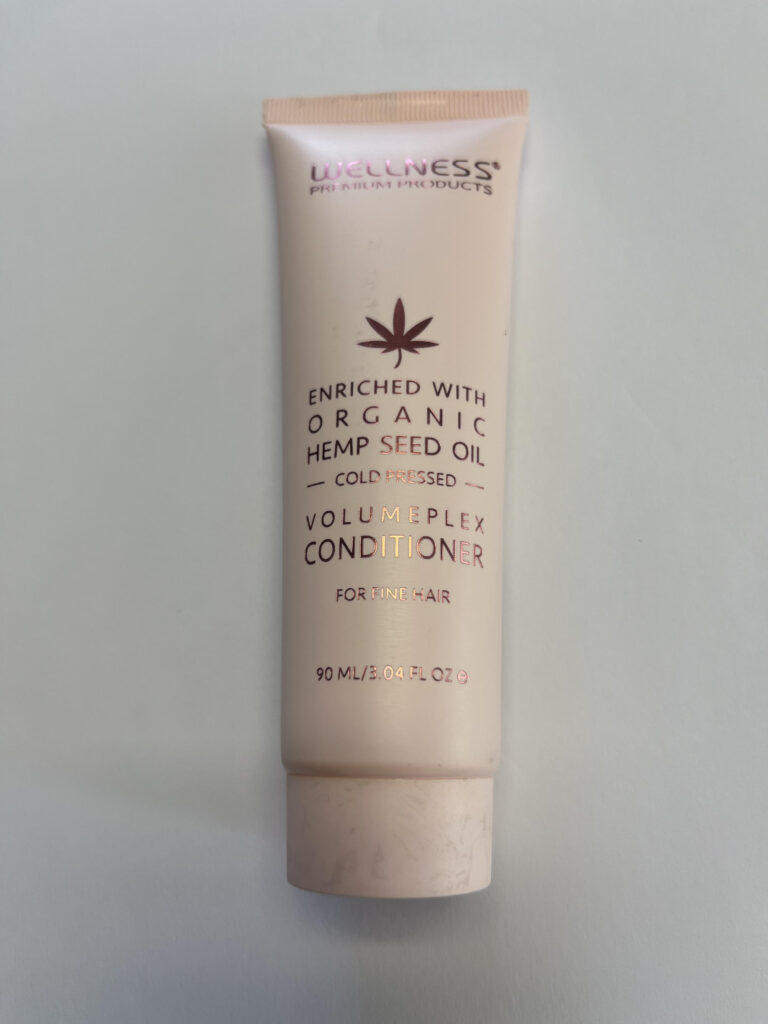 WELLNESS®
PREMIUM PRODUCTS
ENRICHED WITH
ORGANIC
HEMP SEED OIL
— COLD PRESSED —
VOLUMEPLEX
CONDITIONER
FOR FINE HAIR
90 ML/3.04 FL OZ ℮